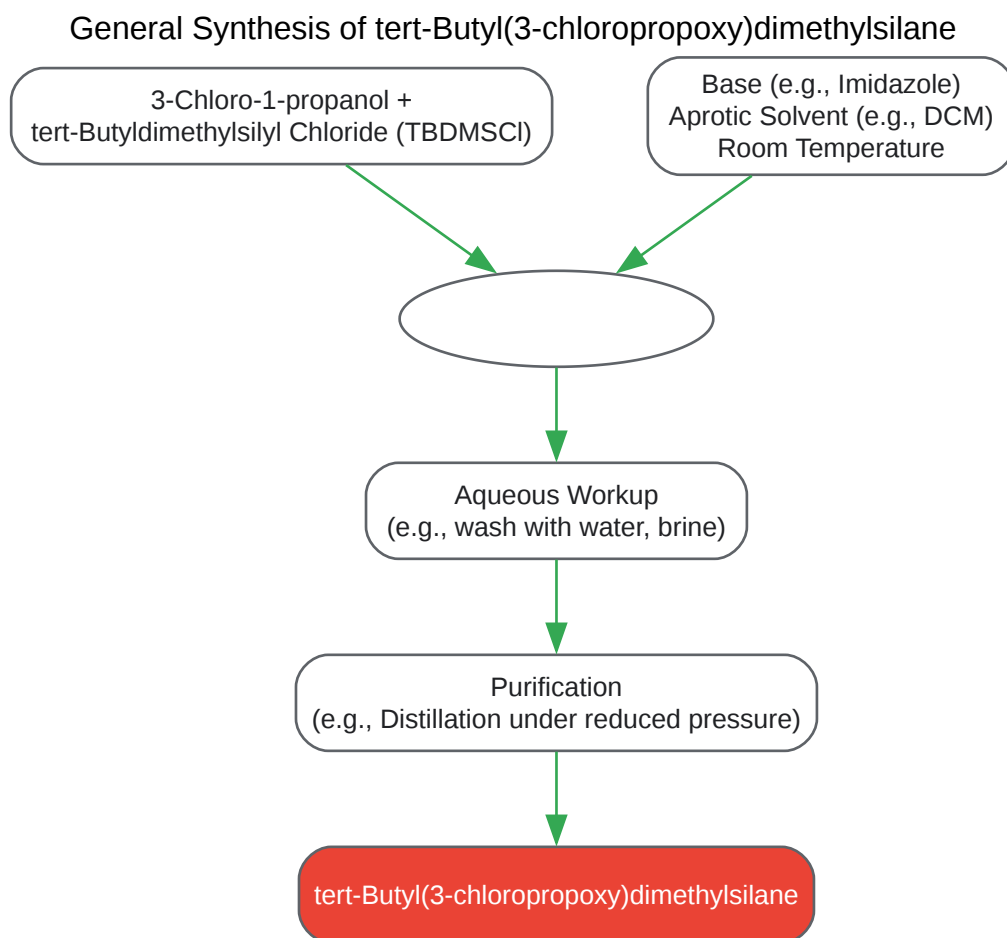 General Synthesis of tert-Butyl(3-chloropropoxy)dimethylsilane
3-Chloro-1-propanol +
tert-Butyldimethylsilyl Chloride (TBDMSCl)
Base (e.g., Imidazole)
Aprotic Solvent (e.g., DCM)
Room Temperature
Aqueous Workup
(e.g., wash with water, brine)
Purification
(e.g., Distillation under reduced pressure)
tert-Butyl(3-chloropropoxy)dimethylsilane